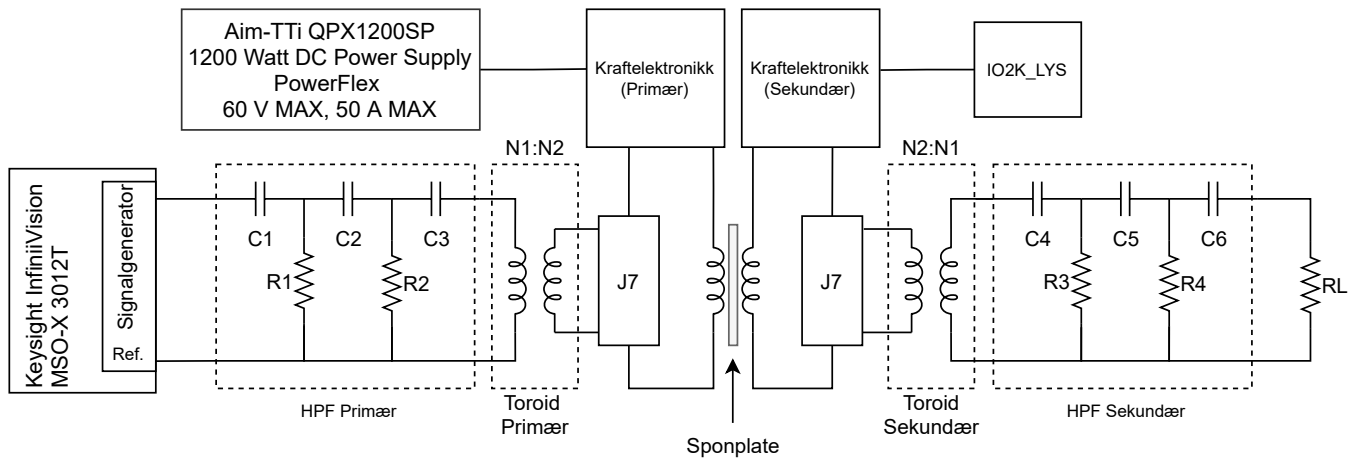 Aim-TTi QPX1200SP
1200 Watt DC Power Supply
PowerFlex
60 V MAX, 50 A MAX
Kraftelektronikk
(Primær)
Kraftelektronikk
(Sekundær)
IO2K_LYS
N1:N2
N2:N1
Keysight InfiniiVision
MSO-X 3012T
Signalgenerator
Ref.
C1
C2
C3
R1
R2
J7
J7
C4
C5
C6
R3
R4
RL
HPF Primær
Toroid
Primær
Sponplate
Toroid
Sekundær
HPF Sekundær